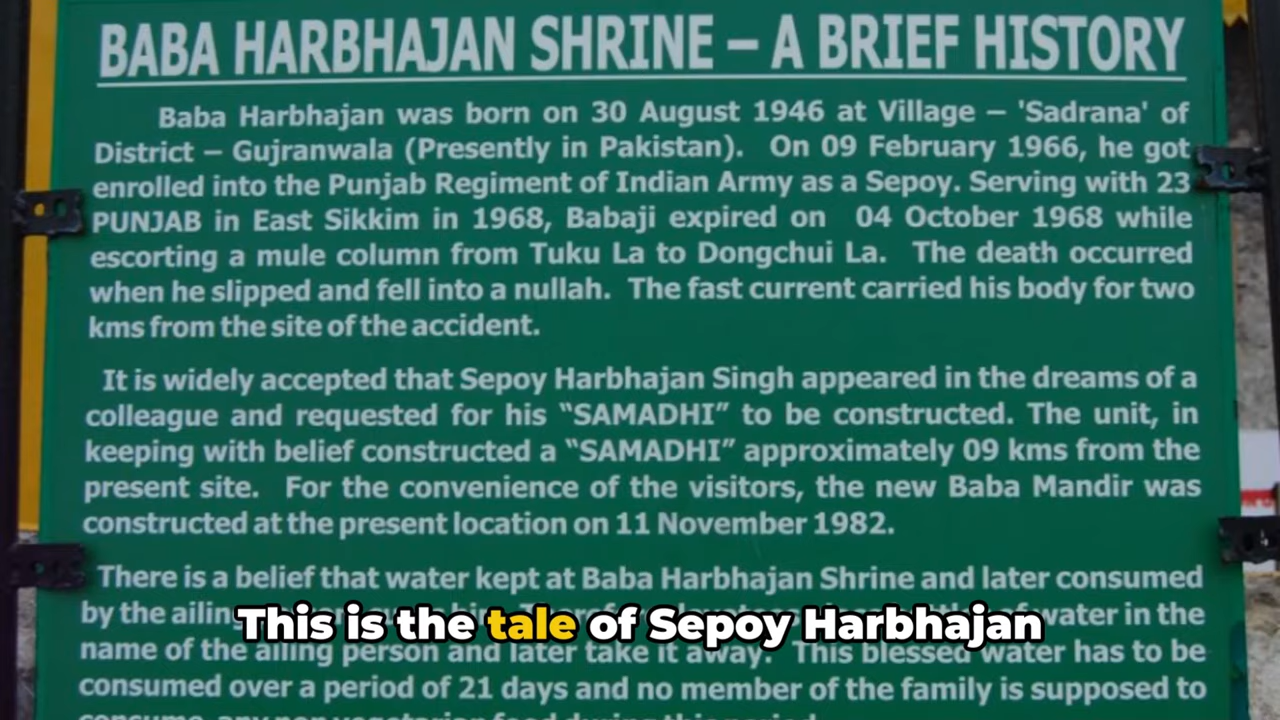 BABA HARBHAJAN SHRINE – A BRIEF HISTORY
Baba Harbhajan was born on 30 August 1946 at Village – 'Sadrana' of
District – Gujranwala (Presently in Pakistan). On 09 February 1966, he got
enrolled into the Punjab Regiment of Indian Army as a Sepoy. Serving with 23
PUNJAB in East Sikkim in 1968, Babaji expired on 04 October 1968 while
escorting a mule column from Tuku La to Dongchui La. The death occurred
when he slipped and fell into a nullah. The fast current carried his body for two
kms from the site of the accident.
It is widely accepted that Sepoy Harbhajan Singh appeared in the dreams of a
colleague and requested for his “SAMADHI” to be constructed. The unit, in
keeping with belief constructed a “SAMADHI” approximately 09 kms from the
present site. For the convenience of the visitors, the new Baba Mandir was
constructed at the present location on 11 November 1982.
There is a belief that water kept at Baba Harbhajan Shrine and later consumed
by the water in the
This is the tale of Sepoy Harbhajan
name of the ailing person and later take it away. This blessed water has to be
consumed over a period of 21 days and no member of the family is supposed to